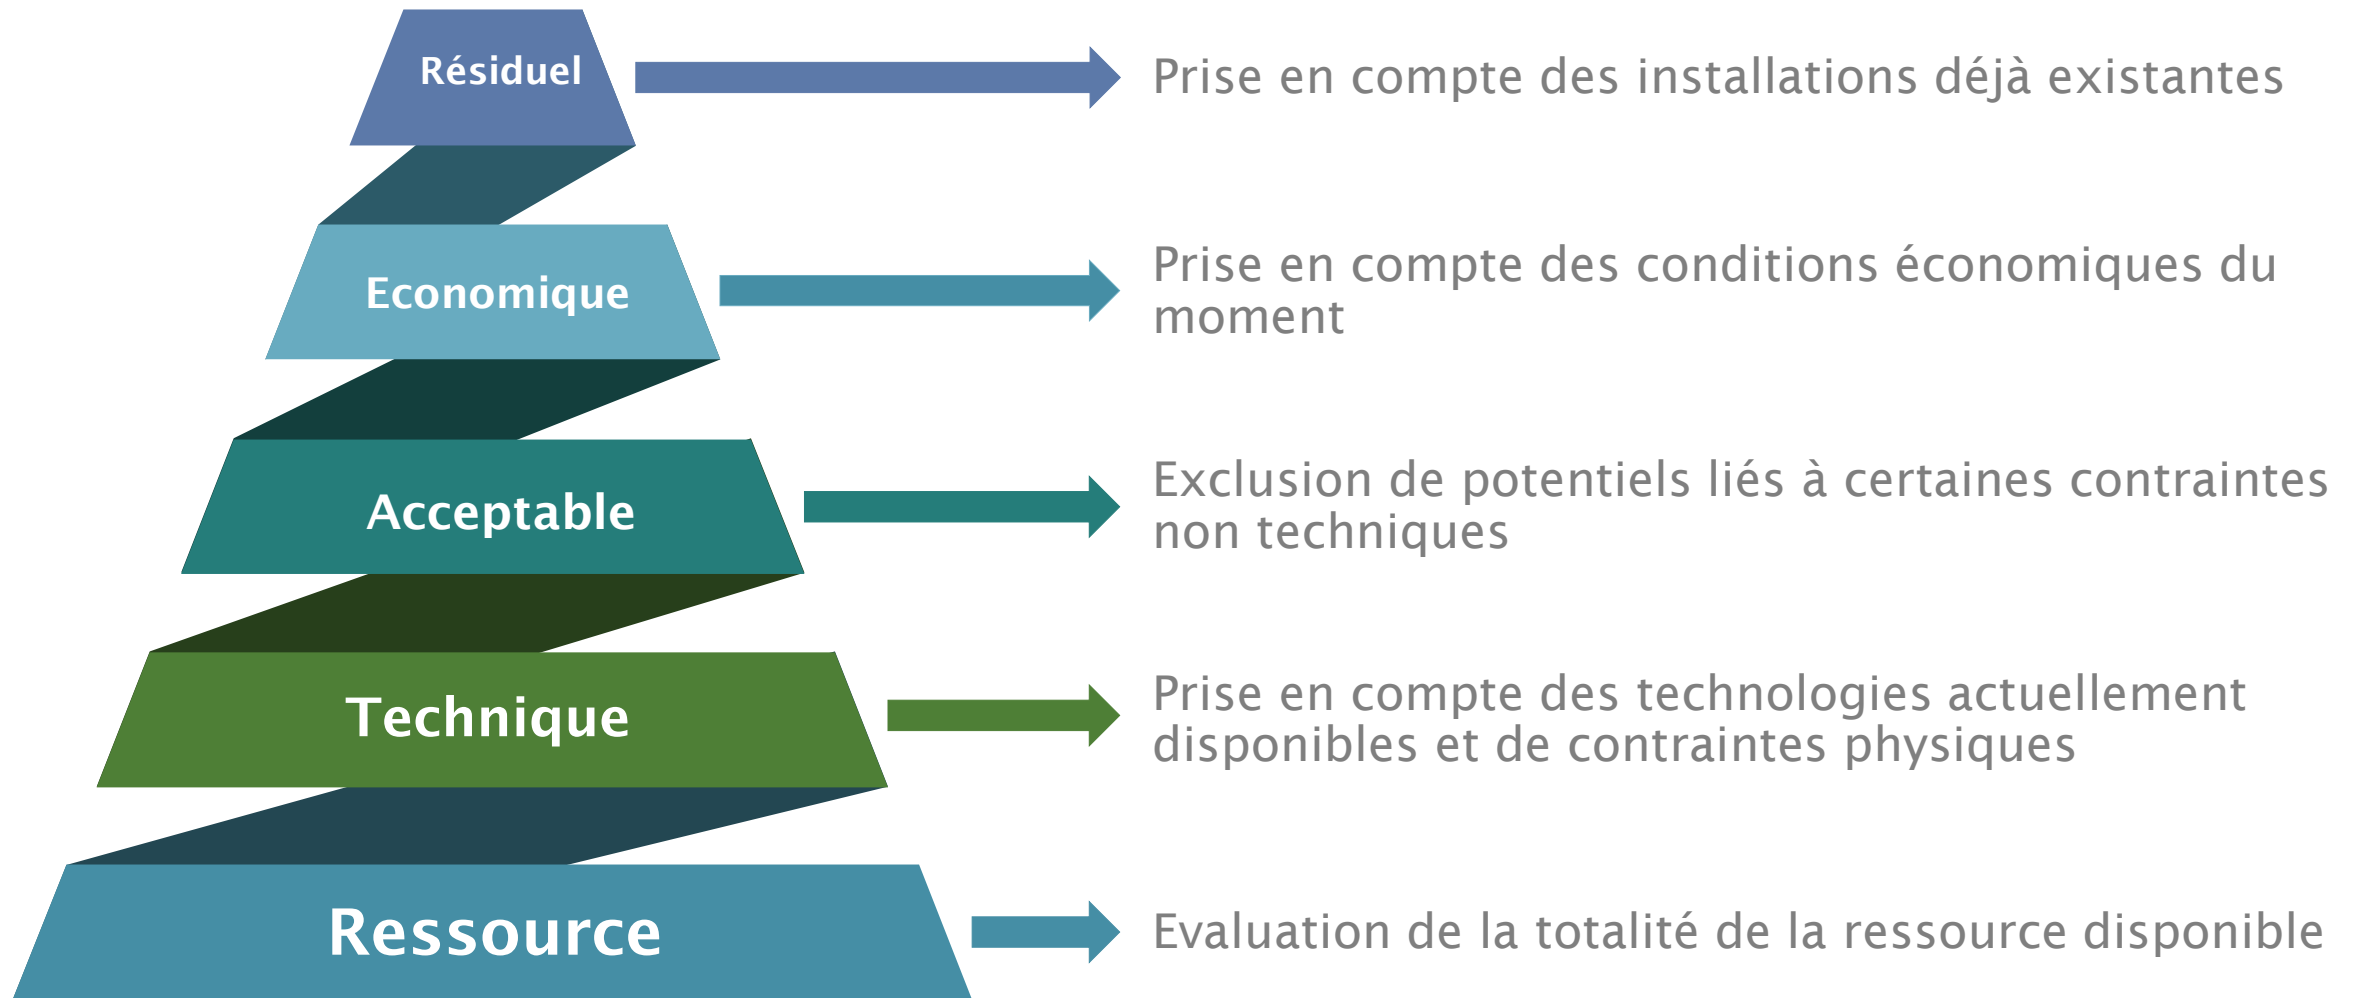 Résiduel
Prise en compte des installations déjà existantes
Economique
Prise en compte des conditions économiques du
moment
Acceptable
Exclusion de potentiels liés à certaines contraintes
non techniques
Technique
Prise en compte des technologies actuellement
disponibles et de contraintes physiques
Ressource
Evaluation de la totalité de la ressource disponible